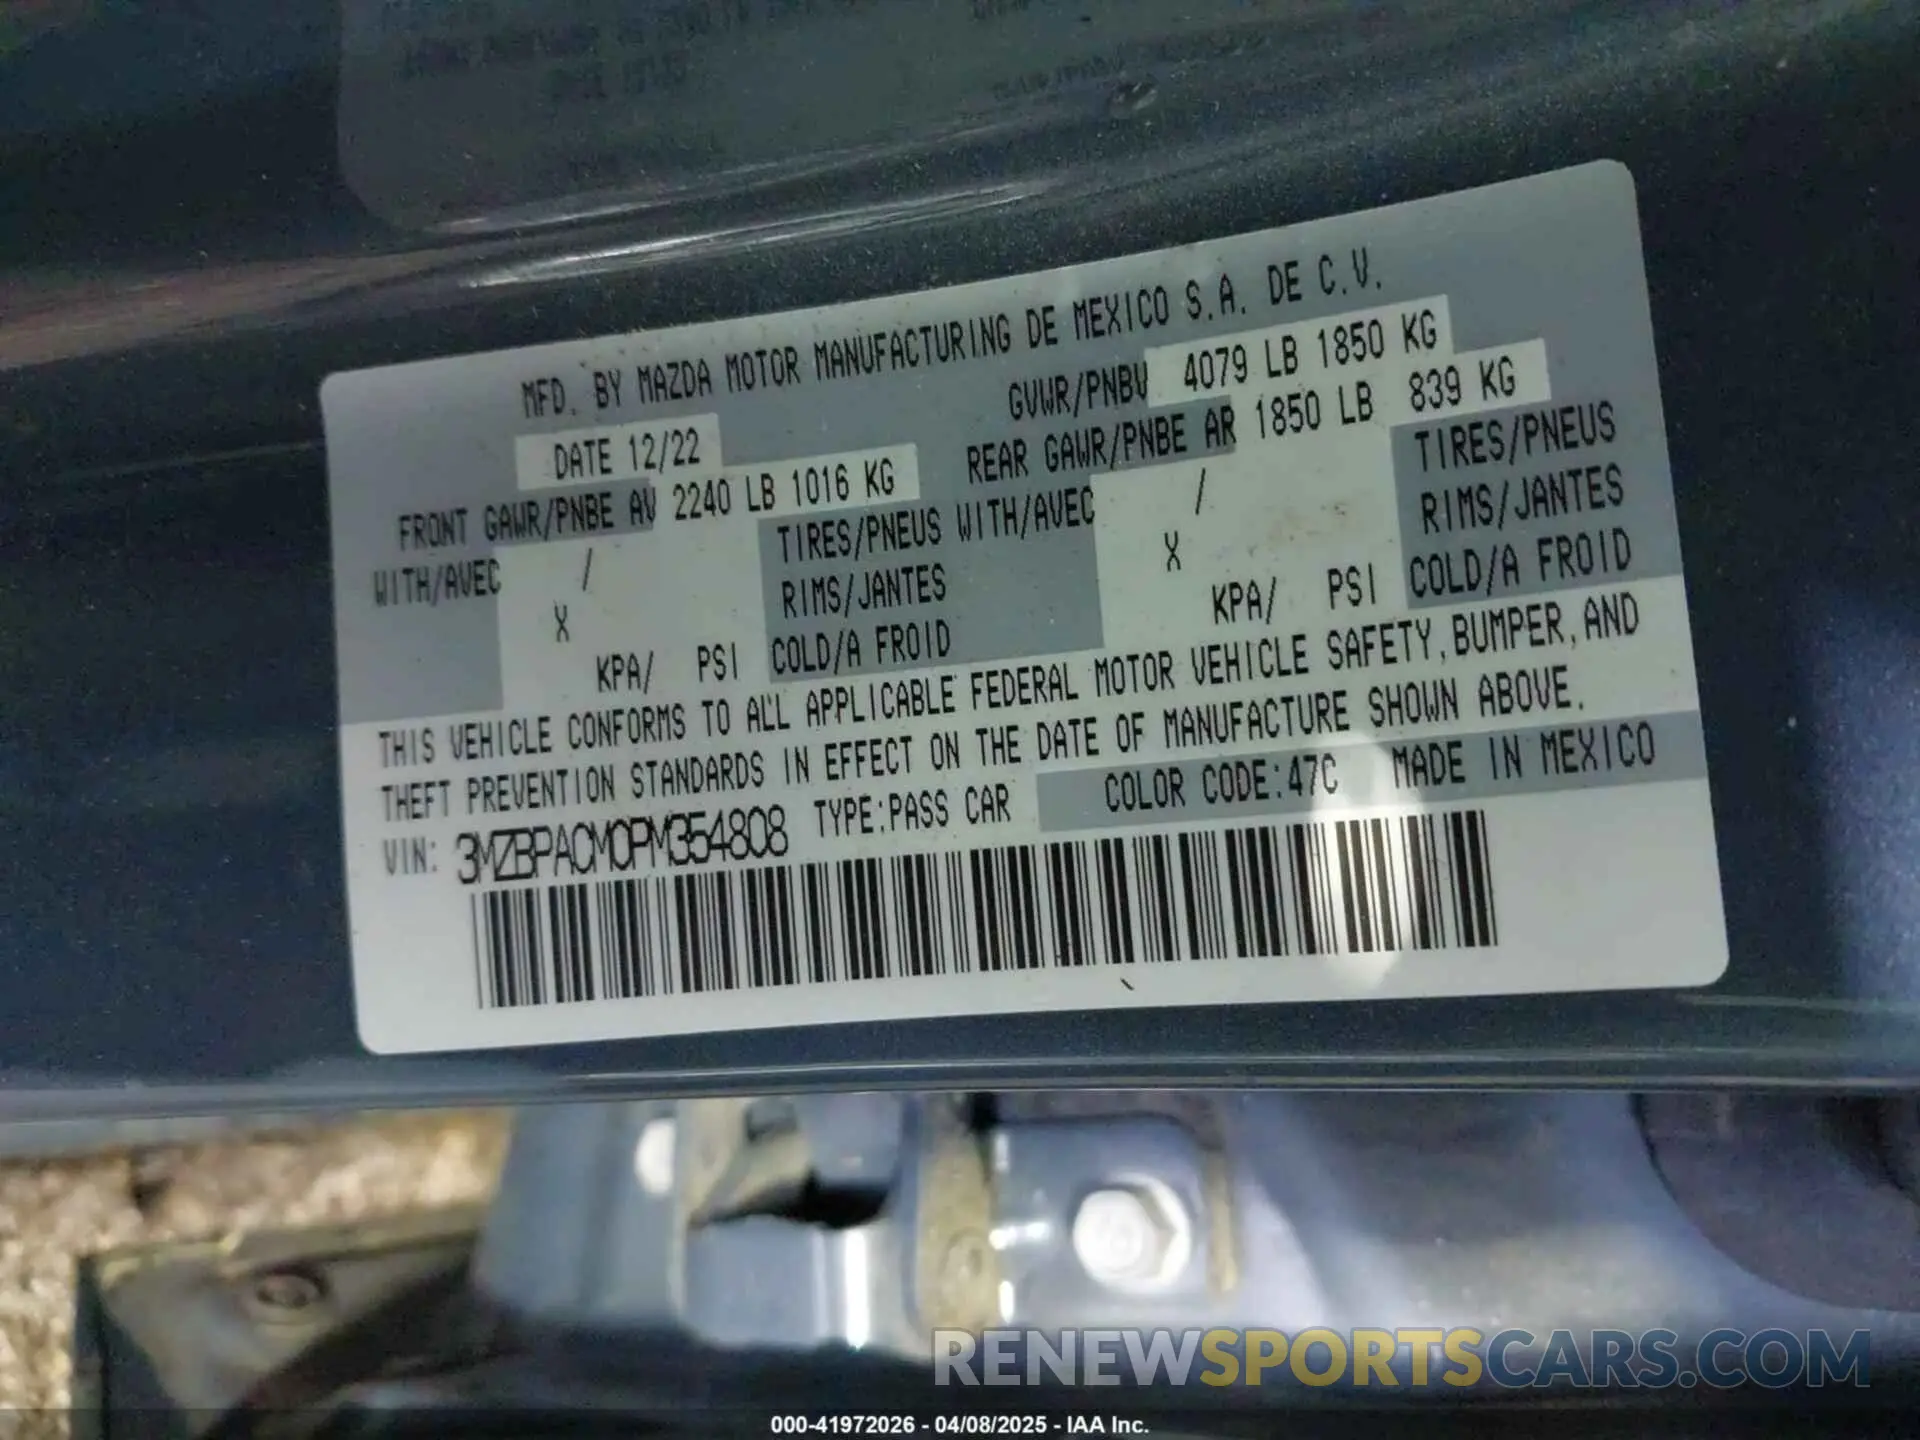 MFD. BY MAZDA MOTOR MANUFACTURING DE MEXICO S.A. DE C.V.
DATE 12/22 GVWR/PNBV 4079 LB 1850 KG
FRONT GAWR/PNBE AV 2240 LB 1016 KG REAR GAWR/PNBE AR 1850 LB 839 KG
WITH/AVEC / TIRES/PNEUS WITH/AVEC / TIRES/PNEUS
X RIMS/JANTES X RIMS/JANTES
KPA/ PSI COLD/A FROID KPA/ PSI COLD/A FROID
THIS VEHICLE CONFORMS TO ALL APPLICABLE FEDERAL MOTOR VEHICLE SAFETY, BUMPER, AND
THEFT PREVENTION STANDARDS IN EFFECT ON THE DATE OF MANUFACTURE SHOWN ABOVE.
VIN: 3MZBPACM0PM354808 TYPE:PASS CAR COLOR CODE:47C MADE IN MEXICO
RENEWSPORTSCARS.COM
000-41972026 - 04/08/2025 - IAA Inc.